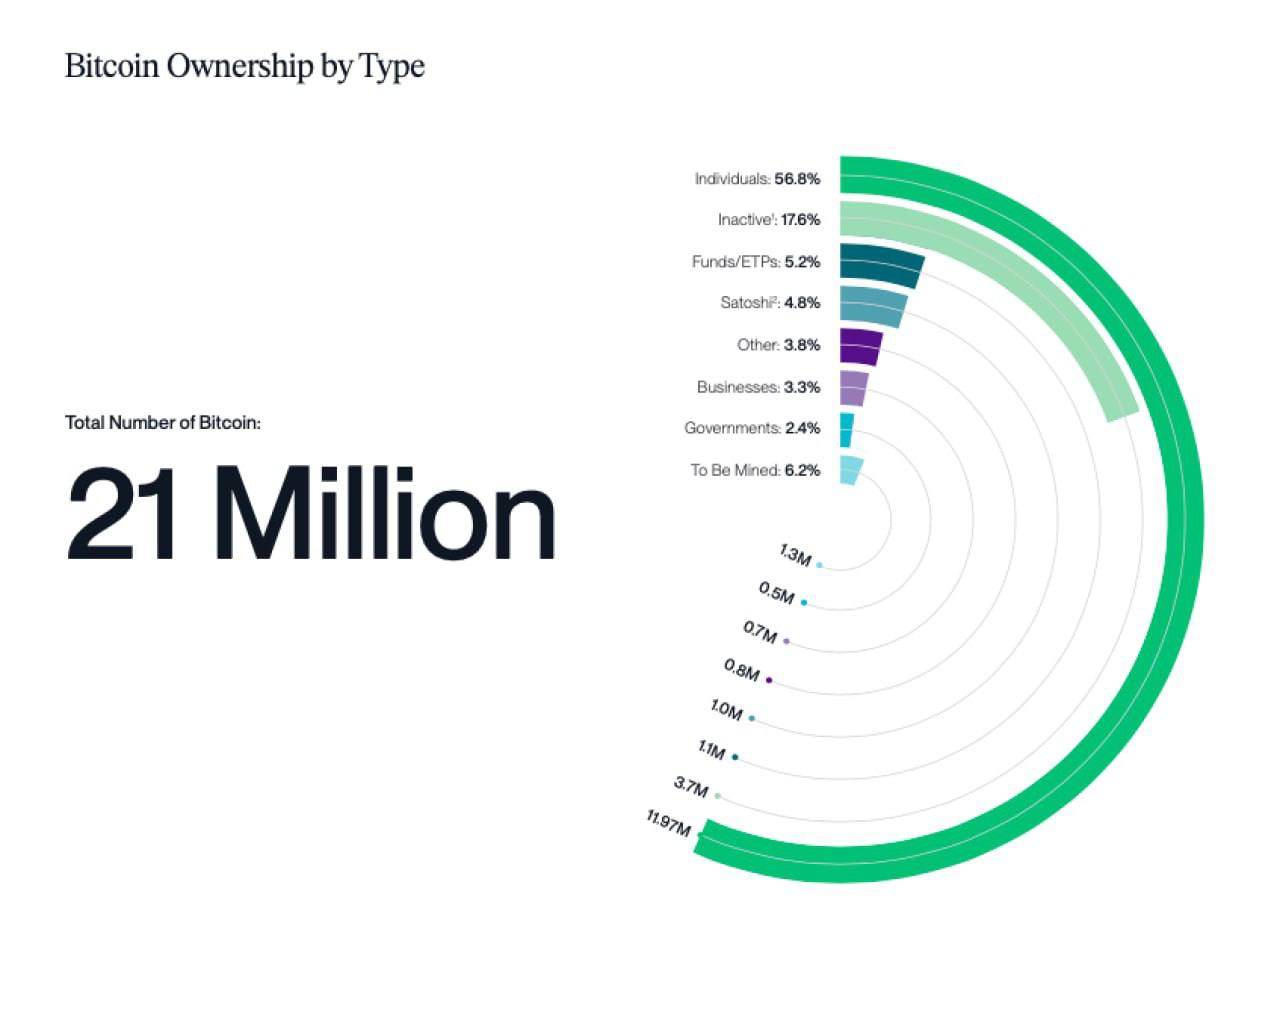 Bitcoin Ownership by Type
Individuals: 56.8%
Inactive¹: 17.6%
Funds/ETPs: 5.2%
Satoshi²: 4.8%
Other: 3.8%
Businesses: 3.3%
Governments: 2.4%
To Be Mined: 6.2%
Total Number of Bitcoin:
21 Million
1.3M
0.5M
0.7M
0.8M
1.0M
1.1M
3.7M
11.97M